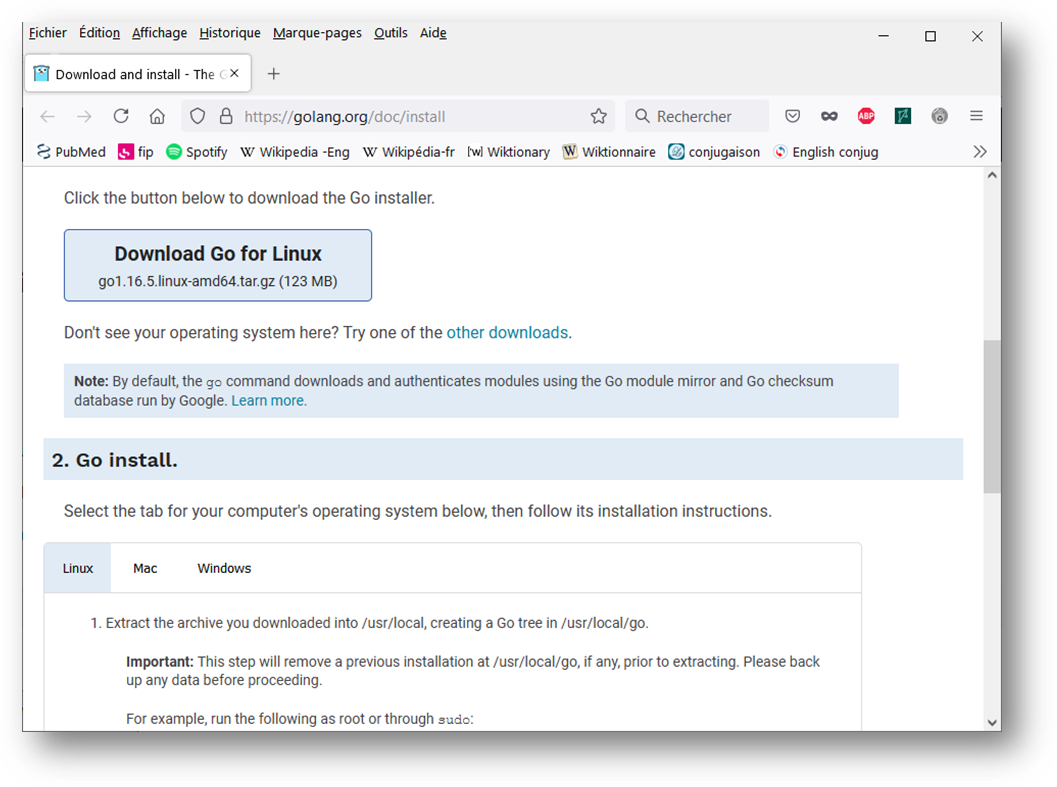 Fichier Édition Affichage Historique Marque-pages Outils Aide
Download and install - The G
https://golang.org/doc/install
Rechercher
ABP
PubMed fip Spotify W Wikipedia -Eng W Wikipédia-fr [w] Wiktionary W Wiktionnaire conjugaison English conjug
Click the button below to download the Go installer.
Download Go for Linux
go1.16.5.linux-amd64.tar.gz (123 MB)
Don't see your operating system here? Try one of the other downloads.
Note: By default, the go command downloads and authenticates modules using the Go module mirror and Go checksum
database run by Google. Learn more.
2. Go install.
Select the tab for your computer's operating system below, then follow its installation instructions.
Linux Mac Windows
1. Extract the archive you downloaded into /usr/local, creating a Go tree in /usr/local/go.
Important: This step will remove a previous installation at /usr/local/go, if any, prior to extracting. Please back
up any data before proceeding.
For example, run the following as root or through sudo: